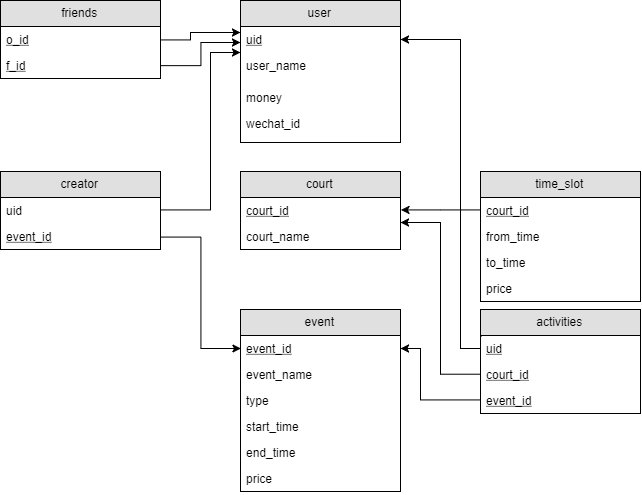 friends
o_id
f_id
user
uid
user_name
money
wechat_id
creator
uid
event_id
court
court_id
court_name
time_slot
court_id
from_time
to_time
price
event
event_id
event_name
type
start_time
end_time
price
activities
uid
court_id
event_id